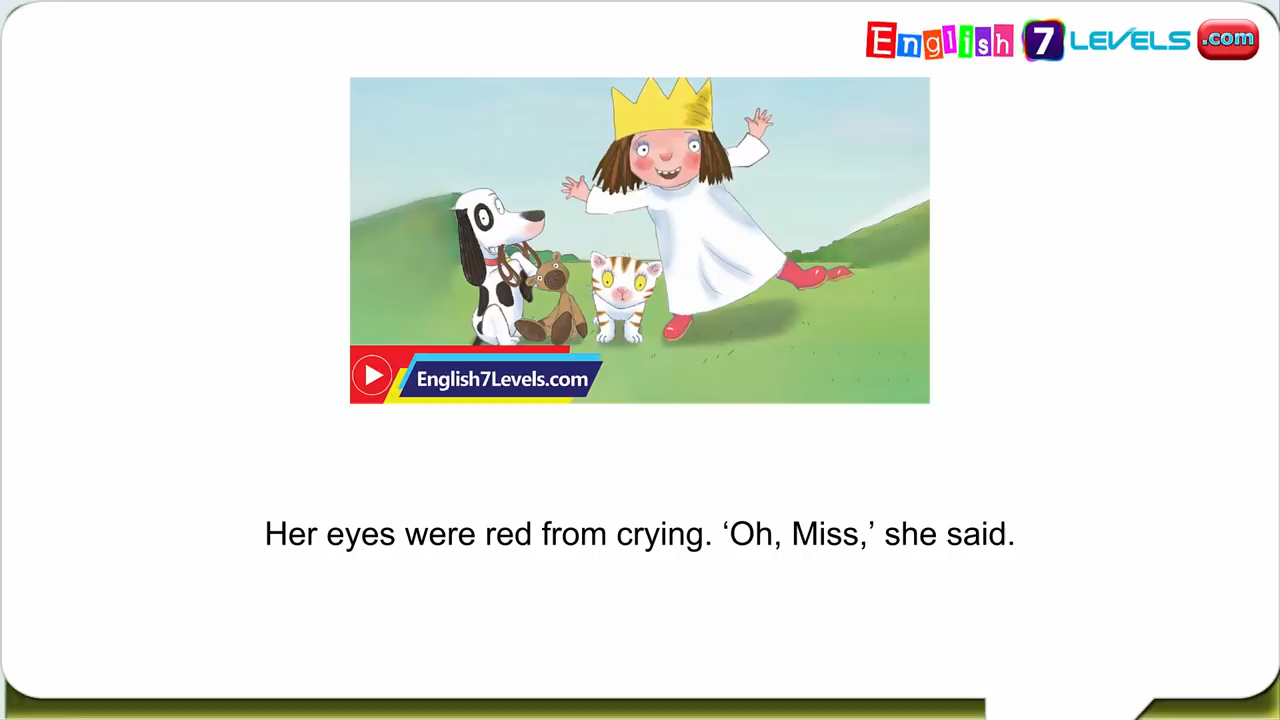 English 7 LEVELS .com
English7Levels.com
Her eyes were red from crying. ‘Oh, Miss,’ she said.